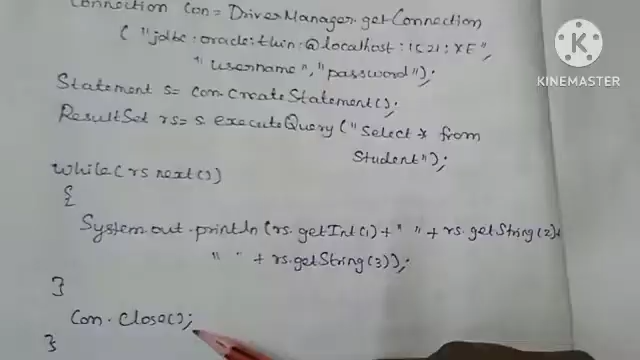 Connection Con = DriverManager.getConnection
("jdbc:oracle:thin:@localhost:1521:XE",
"username","password");
Statement s= con.createStatement();
ResultSet rs= s executeQuery("Select * from
Student");
while(rs next())
{
System.out.println(rs.getInt(1)+" "+rs.getString(2)+
" "+rs.getString(3));
}
Con.Close();
}
KINEMASTER